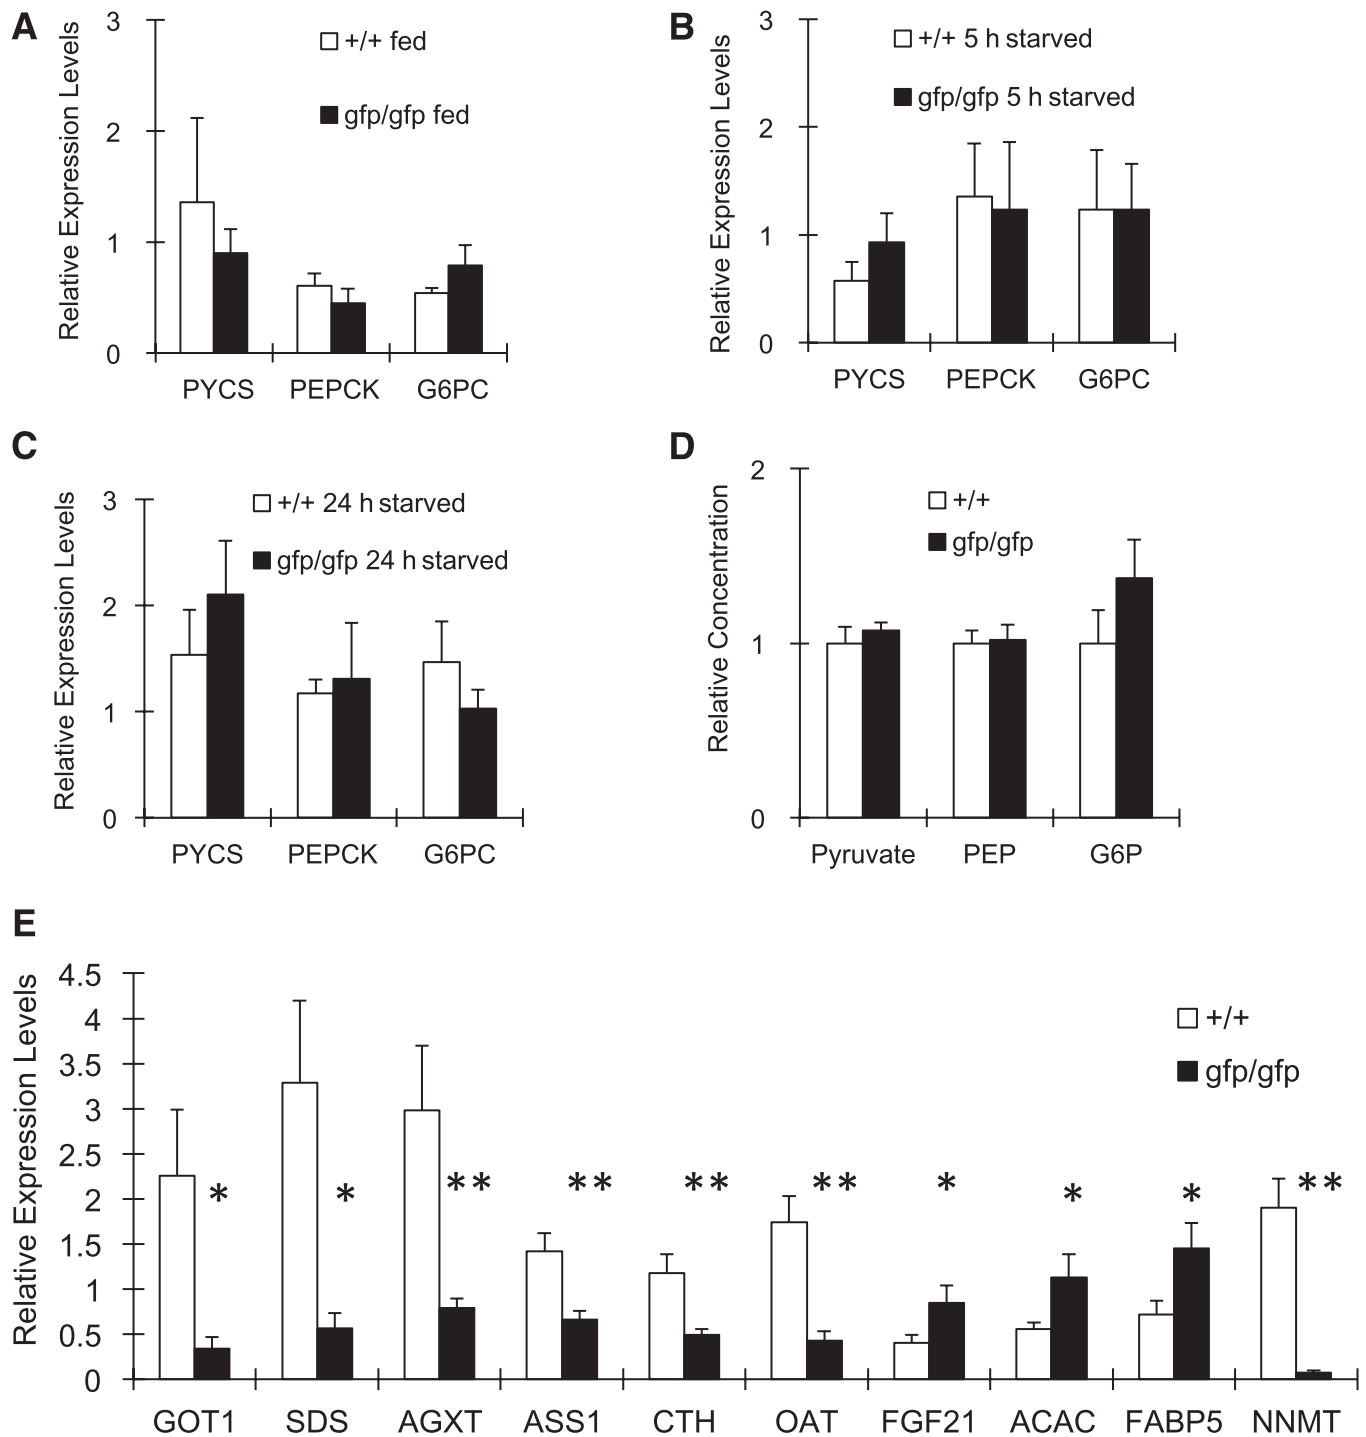 A
Relative Expression Levels
3
2
1
0
+/+ fed
gfp/gfp fed
PYCS PEPCK G6PC
B
Relative Expression Levels
3
2
1
0
+/+ 5 h starved
gfp/gfp 5 h starved
PYCS PEPCK G6PC
C
Relative Expression Levels
3
2
1
0
+/+ 24 h starved
gfp/gfp 24 h starved
PYCS PEPCK G6PC
D
Relative Concentration
2
1
0
+/+
gfp/gfp
Pyruvate PEP G6P
E
Relative Expression Levels
4.5
4
3.5
3
2.5
2
1.5
1
0.5
0
+/+
gfp/gfp
* * ** ** ** ** * * * **
GOT1 SDS AGXT ASS1 CTH OAT FGF21 ACAC FABP5 NNMT